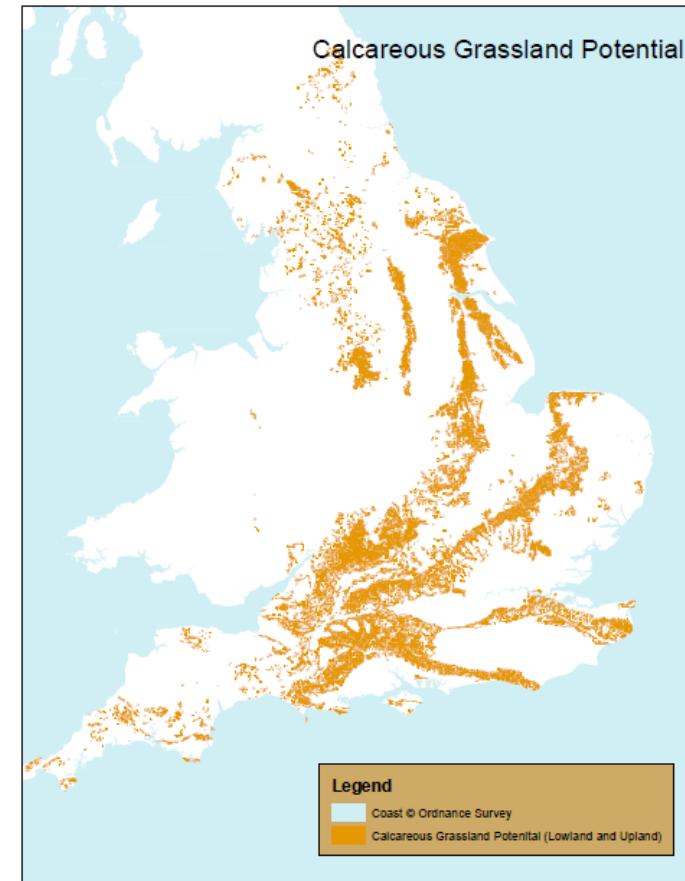 Calcareous Grassland Potential
Legend
Coast © Ordnance Survey
Calcareous Grassland Potenital (Lowland and Upland)